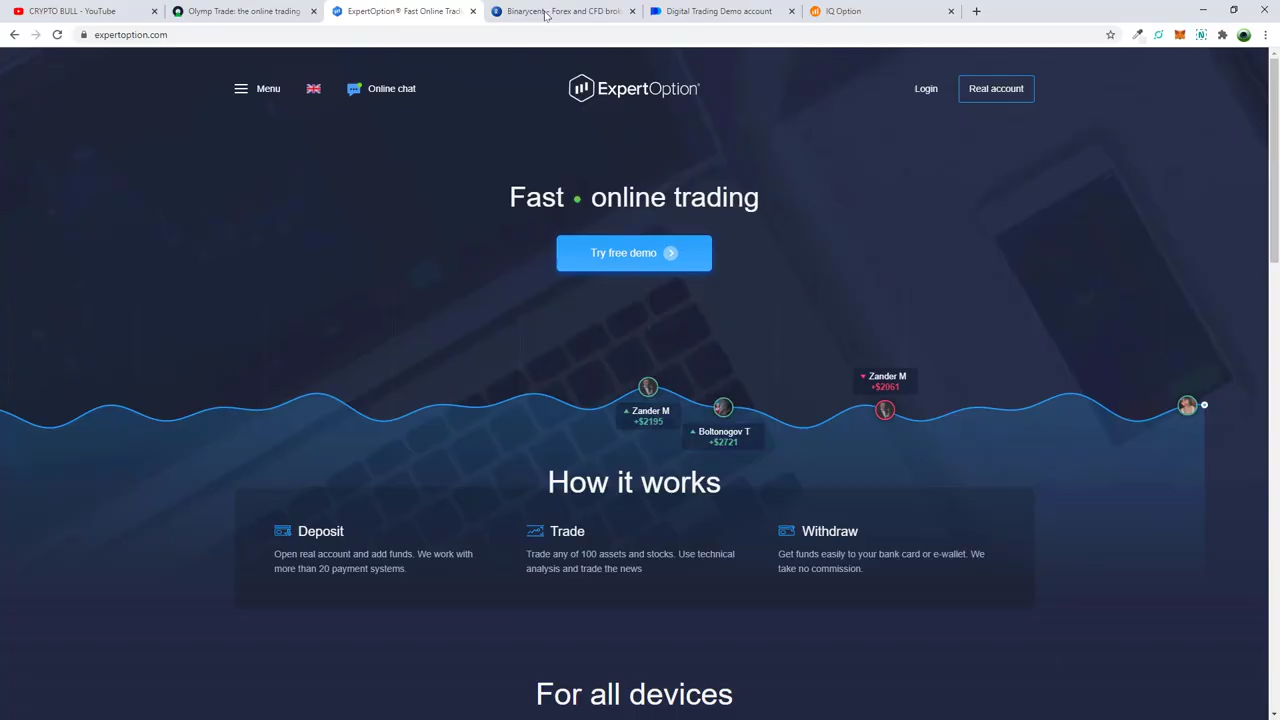 CRYPTO BULL - YouTube
Olymp Trade: the online trading
ExpertOption® Fast Online Trad
Binarycent - Forex and CFD brok
Digital Trading Demo account
IQ Option
expertoption.com
Menu
Online chat
ExpertOption®
Login
Real account
Fast • online trading
Try free demo
Zander M
+$2061
Zander M
+$2195
Boltonogov T
+$2721
How it works
Deposit
Open real account and add funds. We work with
more than 20 payment systems.
Trade
Trade any of 100 assets and stocks. Use technical
analysis and trade the news
Withdraw
Get funds easily to your bank card or e-wallet. We
take no commission.
For all devices